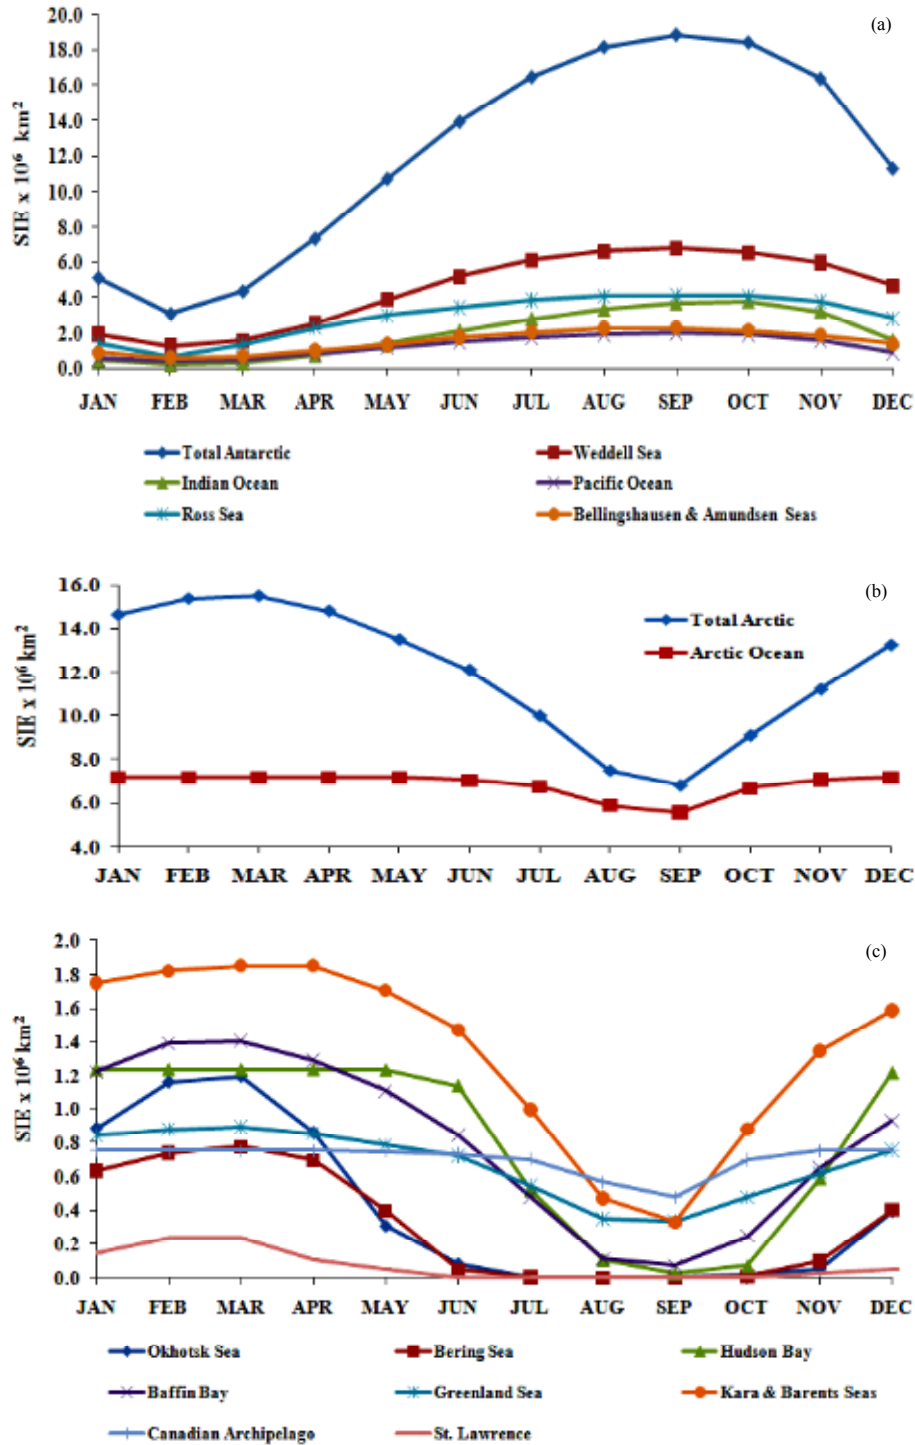 (a)
20.0
18.0
16.0
14.0
12.0
10.0
8.0
6.0
4.0
2.0
0.0
SIE x 10⁶ km²
JAN FEB MAR APR MAY JUN JUL AUG SEP OCT NOV DEC
Total Antarctic Weddell Sea
Indian Ocean Pacific Ocean
Ross Sea Bellingshausen & Amundsen Seas
(b)
16.0
14.0
12.0
10.0
8.0
6.0
4.0
SIE x 10⁶ km²
Total Arctic
Arctic Ocean
JAN FEB MAR APR MAY JUN JUL AUG SEP OCT NOV DEC
(c)
2.0
1.8
1.6
1.4
1.2
1.0
0.8
0.6
0.4
0.2
0.0
SIE x 10⁶ km²
JAN FEB MAR APR MAY JUN JUL AUG SEP OCT NOV DEC
Okhotsk Sea Bering Sea Hudson Bay
Baffin Bay Greenland Sea Kara & Barents Seas
Canadian Archipelago St. Lawrence